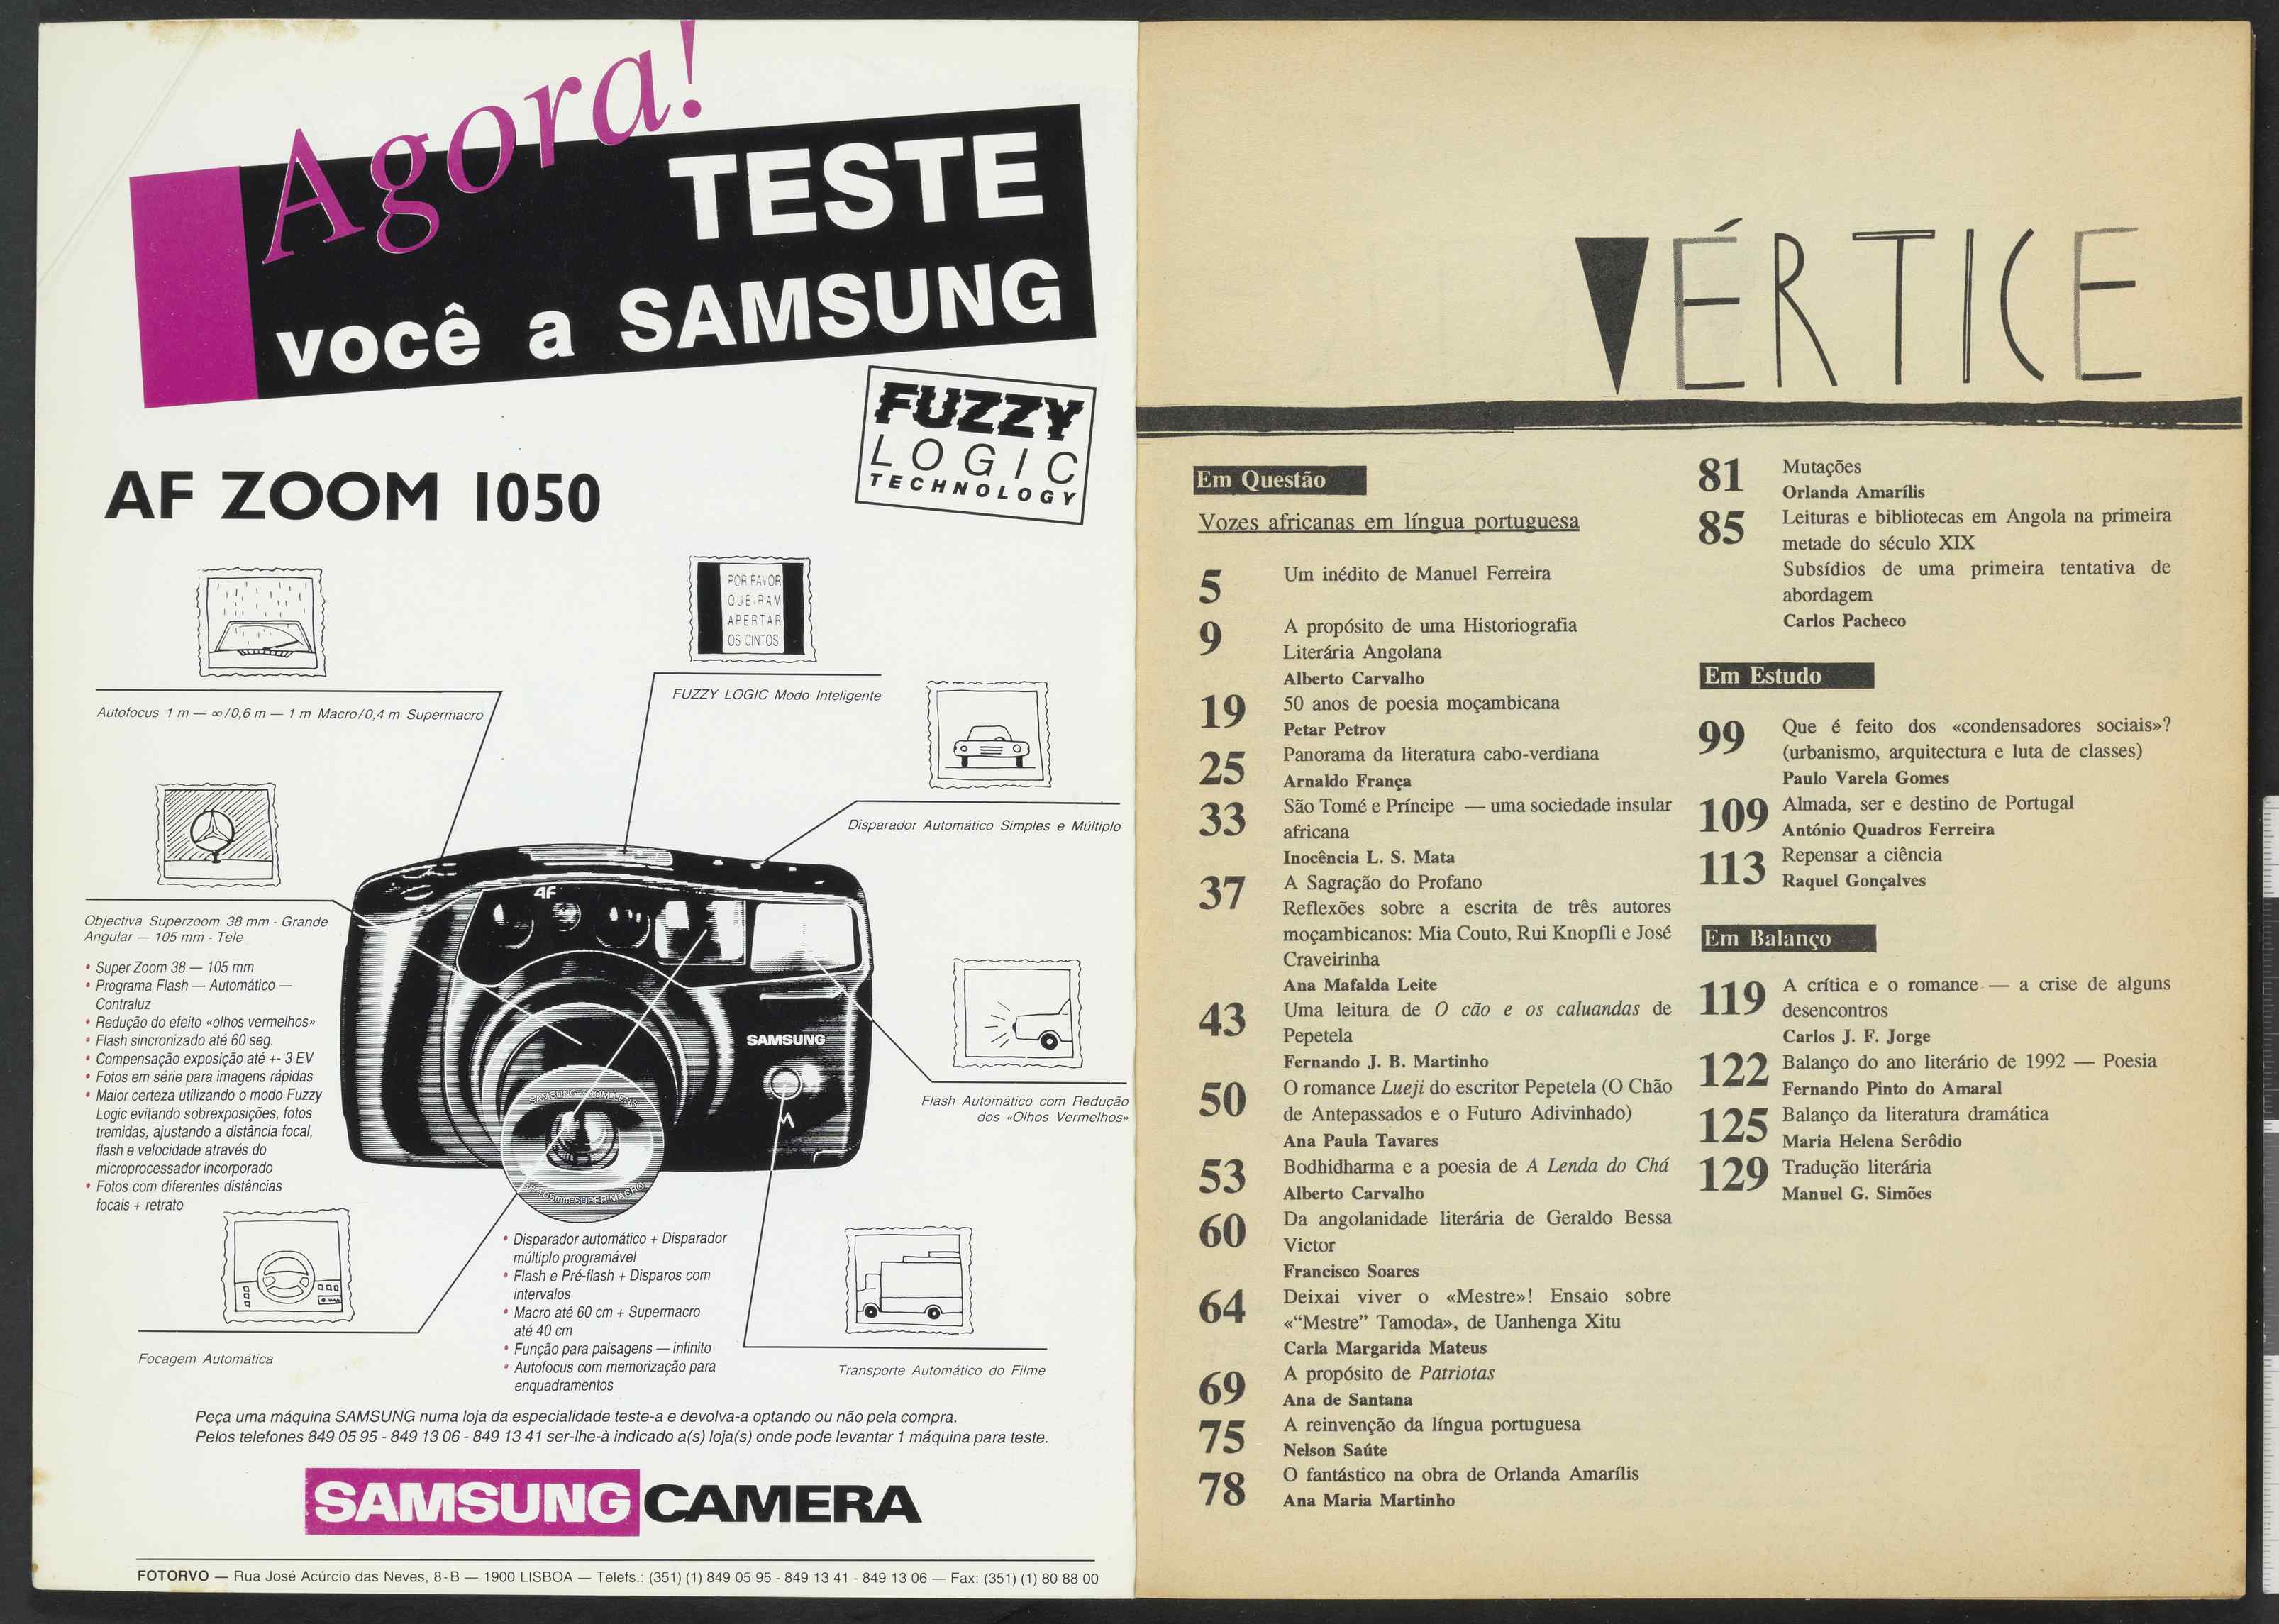 Agora!
TESTE
você a SAMSUNG
FUZZY
LOGIC
TECHNOLOGY
AF ZOOM 1050
POR FAVOR
QUEIRAM
APERTAR
OS CINTOS!
Autofocus 1 m — ∞/0,6 m — 1 m Macro/0,4 m Supermacro
FUZZY LOGIC Modo Inteligente
Disparador Automático Simples e Múltiplo
Objectiva Superzoom 38 mm - Grande
Angular — 105 mm - Tele
• Super Zoom 38 — 105 mm
• Programa Flash — Automático —
Contraluz
• Redução do efeito «olhos vermelhos»
• Flash sincronizado até 60 seg.
• Compensação exposição até +- 3 EV
• Fotos em série para imagens rápidas
• Maior certeza utilizando o modo Fuzzy
Logic evitando sobrexposições, fotos
tremidas, ajustando a distância focal,
flash e velocidade através do
microprocessador incorporado
• Fotos com diferentes distâncias
focais + retrato
AF
SAMSUNG
SAMSUNG ZOOM LENS
38-105mm SUPER MACRO
Flash Automático com Redução
dos «Olhos Vermelhos»
• Disparador automático + Disparador
múltiplo programável
• Flash e Pré-flash + Disparos com
intervalos
• Macro até 60 cm + Supermacro
até 40 cm
• Função para paisagens — infinito
• Autofocus com memorização para
enquadramentos
Focagem Automática
Transporte Automático do Filme
Peça uma máquina SAMSUNG numa loja da especialidade teste-a e devolva-a optando ou não pela compra.
Pelos telefones 849 05 95 - 849 13 06 - 849 13 41 ser-lhe-à indicado a(s) loja(s) onde pode levantar 1 máquina para teste.
SAMSUNG CAMERA
FOTORVO — Rua José Acúrcio das Neves, 8-B — 1900 LISBOA — Telefs.: (351) (1) 849 05 95 - 849 13 41 - 849 13 06 — Fax: (351) (1) 80 88 00
VÉRTICE
Em Questão
Vozes africanas em língua portuguesa
5 Um inédito de Manuel Ferreira
9 A propósito de uma Historiografia
Literária Angolana
Alberto Carvalho
19 50 anos de poesia moçambicana
Petar Petrov
25 Panorama da literatura cabo-verdiana
Arnaldo França
33 São Tomé e Príncipe — uma sociedade insular
africana
Inocência L. S. Mata
37 A Sagração do Profano
Reflexões sobre a escrita de três autores
moçambicanos: Mia Couto, Rui Knopfli e José
Craveirinha
Ana Mafalda Leite
43 Uma leitura de O cão e os caluandas de
Pepetela
Fernando J. B. Martinho
50 O romance Lueji do escritor Pepetela (O Chão
de Antepassados e o Futuro Adivinhado)
Ana Paula Tavares
53 Bodhidharma e a poesia de A Lenda do Chá
Alberto Carvalho
60 Da angolanidade literária de Geraldo Bessa
Victor
Francisco Soares
64 Deixai viver o «Mestre»! Ensaio sobre
«“Mestre” Tamoda», de Uanhenga Xitu
Carla Margarida Mateus
69 A propósito de Patriotas
Ana de Santana
75 A reinvenção da língua portuguesa
Nelson Saúte
78 O fantástico na obra de Orlanda Amarílis
Ana Maria Martinho
81 Mutações
Orlanda Amarílis
85 Leituras e bibliotecas em Angola na primeira
metade do século XIX
Subsídios de uma primeira tentativa de
abordagem
Carlos Pacheco
Em Estudo
99 Que é feito dos «condensadores sociais»?
(urbanismo, arquitectura e luta de classes)
Paulo Varela Gomes
109 Almada, ser e destino de Portugal
António Quadros Ferreira
113 Repensar a ciência
Raquel Gonçalves
Em Balanço
119 A crítica e o romance — a crise de alguns
desencontros
Carlos J. F. Jorge
122 Balanço do ano literário de 1992 — Poesia
Fernando Pinto do Amaral
125 Balanço da literatura dramática
Maria Helena Serôdio
129 Tradução literária
Manuel G. Simões